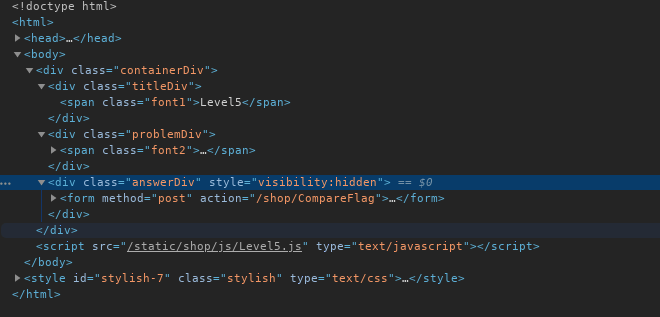 <!doctype html>
<html>
<head>…</head>
<body>
<div class="containerDiv">
<div class="titleDiv">
<span class="font1">Level5</span>
</div>
<div class="problemDiv">
<span class="font2">…</span>
</div>
<div class="answerDiv" style="visibility:hidden"> == $0
<form method="post" action="/shop/CompareFlag">…</form>
</div>
</div>
<script src="/static/shop/js/Level5.js" type="text/javascript"></script>
</body>
<style id="stylish-7" class="stylish" type="text/css">…</style>
</html>